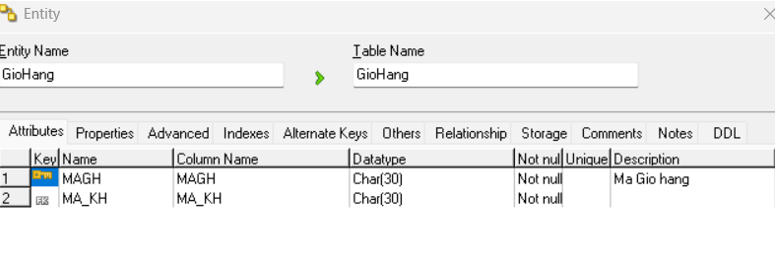 Entity
Entity Name
Table Name
GioHang
GioHang
Attributes Properties Advanced Indexes Alternate Keys Others Relationship Storage Comments Notes DDL
Key Name Column Name Datatype Not nul Unique Description
1 MAGH MAGH Char(30) Not null Ma Gio hang
2 MA_KH MA_KH Char(30) Not null